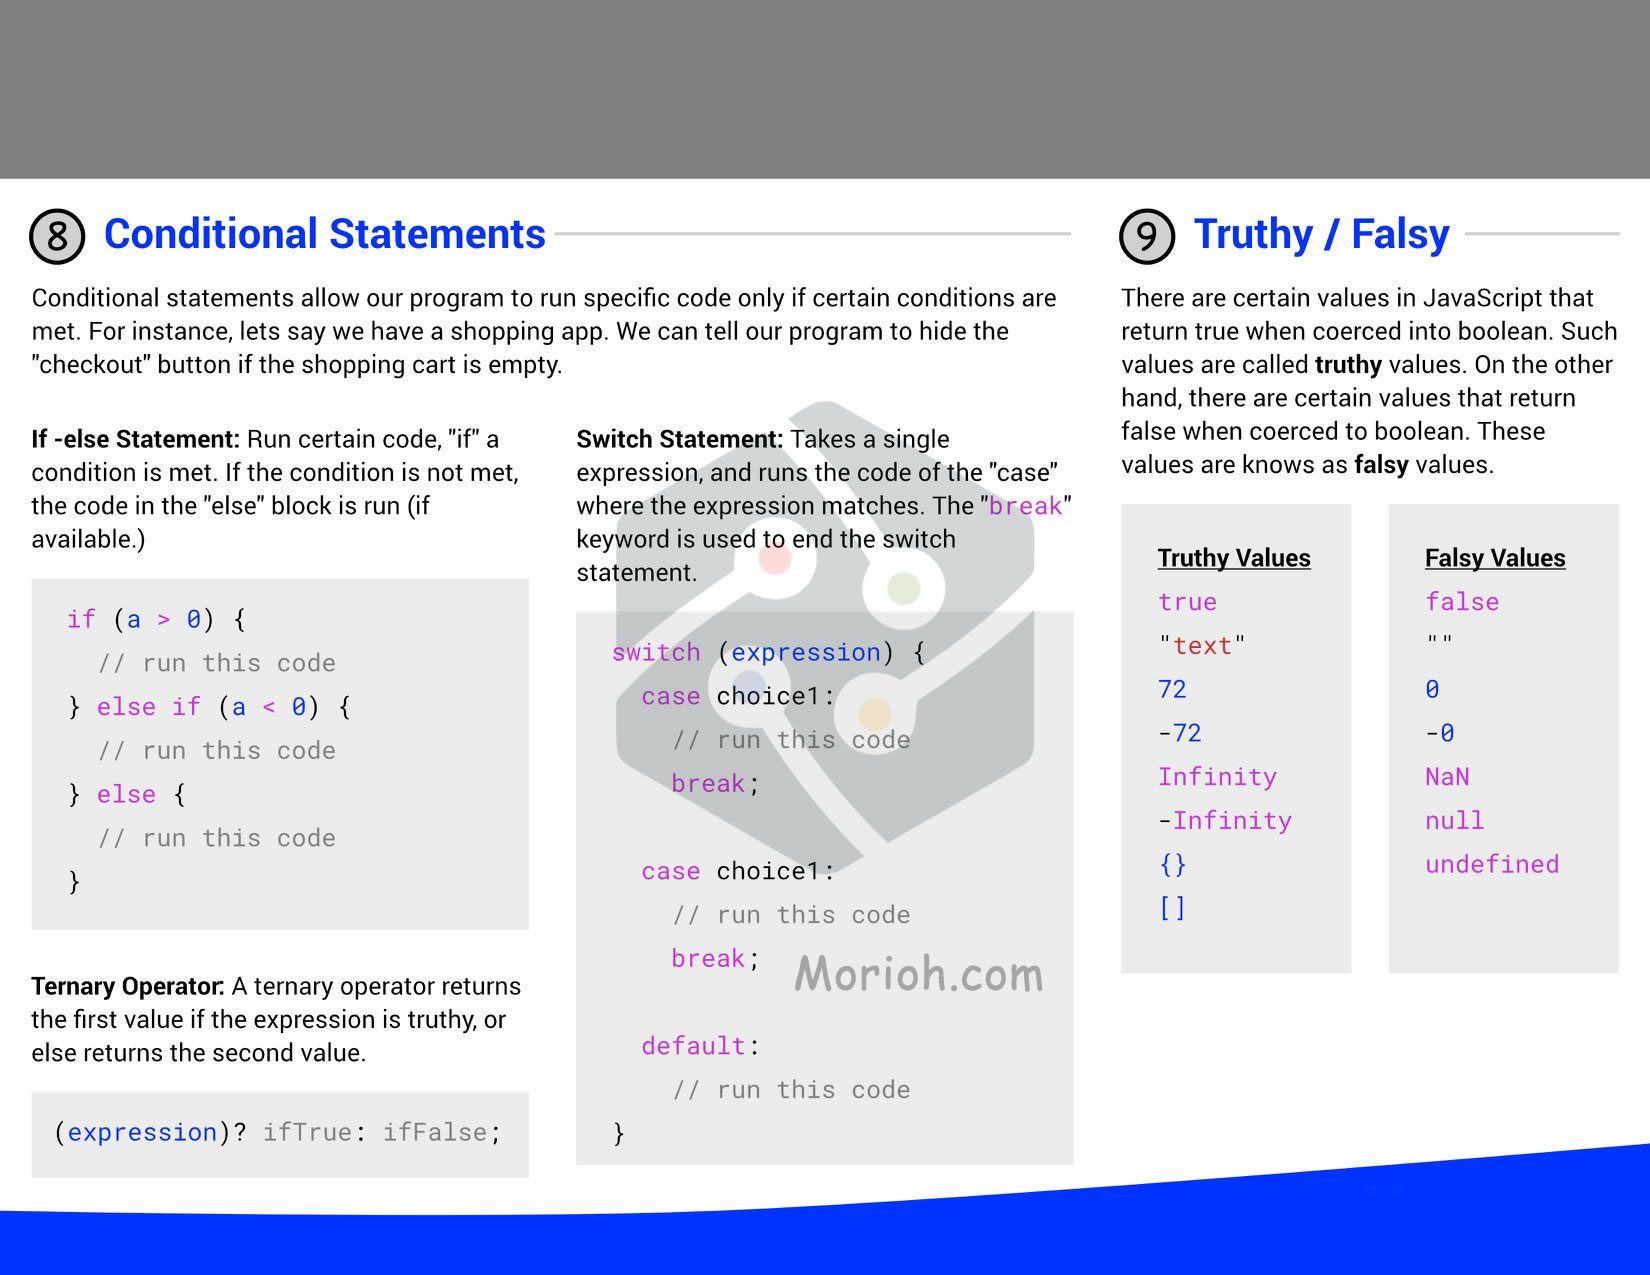 8 Conditional Statements
Conditional statements allow our program to run specific code only if certain conditions are
met. For instance, lets say we have a shopping app. We can tell our program to hide the
"checkout" button if the shopping cart is empty.
If -else Statement: Run certain code, "if" a
condition is met. If the condition is not met,
the code in the "else" block is run (if
available.)
if (a > 0) {
  // run this code
} else if (a < 0) {
  // run this code
} else {
  // run this code
}
Ternary Operator: A ternary operator returns
the first value if the expression is truthy, or
else returns the second value.
(expression)? ifTrue: ifFalse;
Switch Statement: Takes a single
expression, and runs the code of the "case"
where the expression matches. The "break"
keyword is used to end the switch
statement.
switch (expression) {
  case choice1:
    // run this code
    break;
  case choice1:
    // run this code
    break;
  default:
    // run this code
}
Morioh.com
9 Truthy / Falsy
There are certain values in JavaScript that
return true when coerced into boolean. Such
values are called truthy values. On the other
hand, there are certain values that return
false when coerced to boolean. These
values are knows as falsy values.
Truthy Values
true
"text"
72
-72
Infinity
-Infinity
{}
[]
Falsy Values
false
""
0
-0
NaN
null
undefined